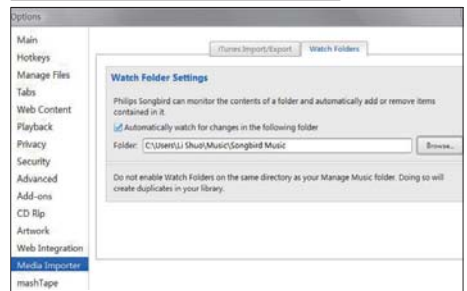 Options
Main
Hotkeys
Manage Files
Tabs
Web Content
Playback
Privacy
Security
Advanced
Add-ons
CD Rip
Artwork
Web Integration
Media Importer
mashTape
iTunes Import/Export
Watch Folders
Watch Folder Settings
Philips Songbird can monitor the contents of a folder and automatically add or remove items
contained in it.
Automatically watch for changes in the following folder
Folder: C:\Users\Li Shuo\Music\Songbird Music
Browse...
Do not enable Watch Folders on the same directory as your Manage Music folder. Doing so will
create duplicates in your library.